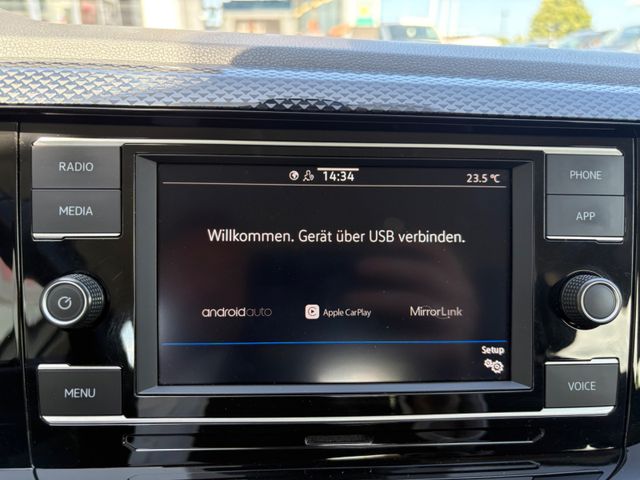 RADIO
MEDIA
MENU
14:34
23.5 °C
Willkommen. Gerät über USB verbinden.
androidauto
Apple CarPlay
MirrorLink
Setup
PHONE
APP
VOICE